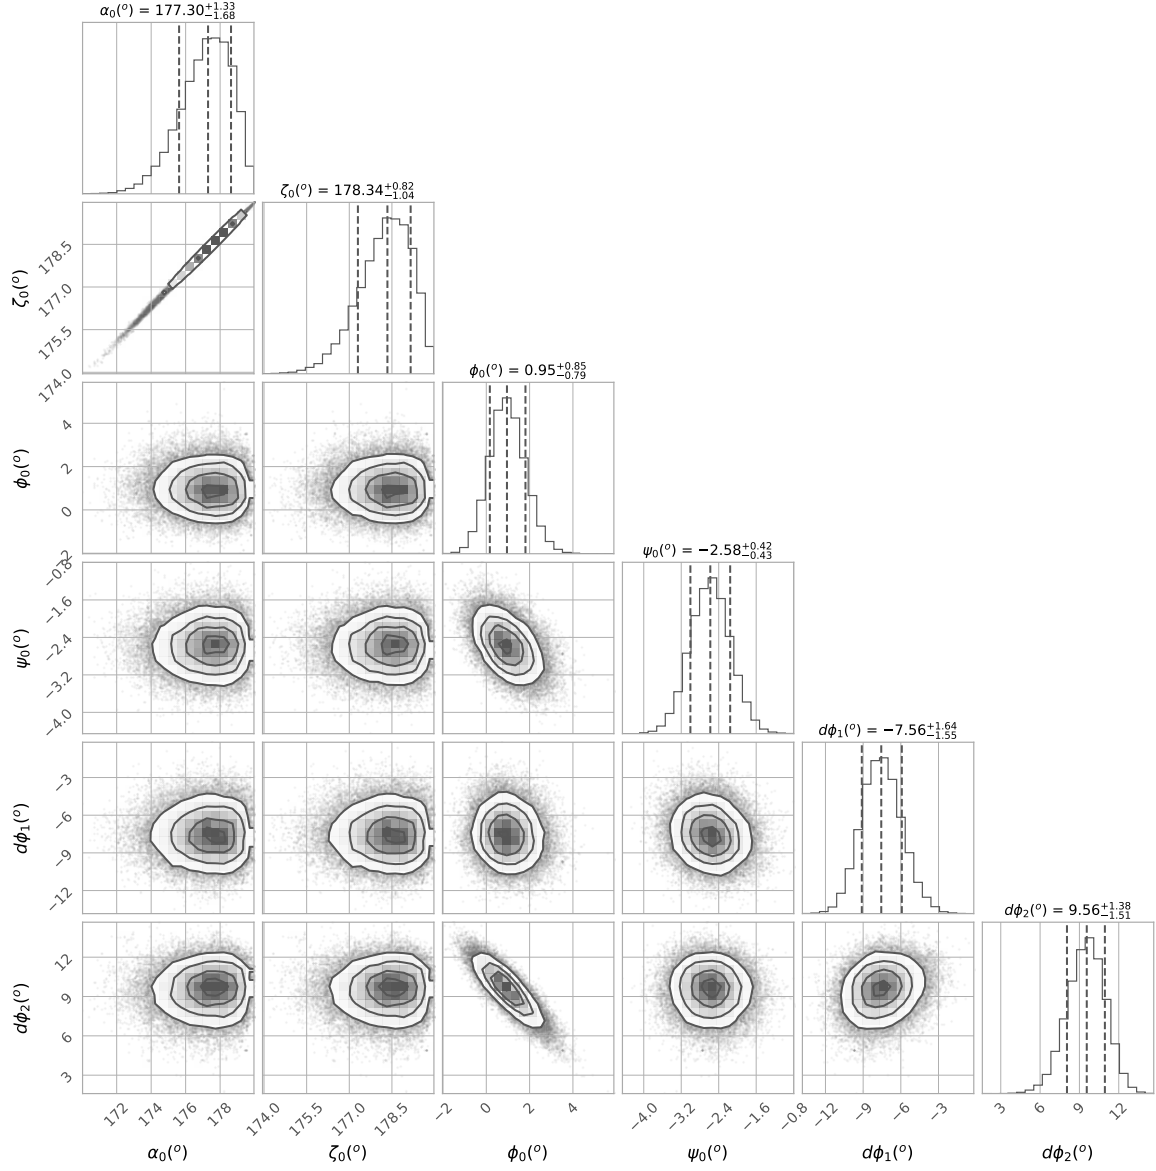 α₀(°) = 177.30 +1.33 −1.68
ζ₀(°) = 178.34 +0.82 −1.04
ζ₀(°)
178.5
177.0
175.5
174.0
ϕ₀(°) = 0.95 +0.85 −0.79
ϕ₀(°)
4
2
0
−2
ψ₀(°) = −2.58 +0.42 −0.43
ψ₀(°)
−0.8
−1.6
−2.4
−3.2
−4.0
dϕ₁(°) = −7.56 +1.64 −1.55
dϕ₁(°)
−3
−6
−9
−12
dϕ₂(°) = 9.56 +1.38 −1.51
dϕ₂(°)
12
9
6
3
172 174 176 178
174.0 175.5 177.0 178.5
−2 0 2 4
−4.0 −3.2 −2.4 −1.6 −0.8
−12 −9 −6 −3
3 6 9 12
α₀(°) ζ₀(°) ϕ₀(°) ψ₀(°) dϕ₁(°) dϕ₂(°)